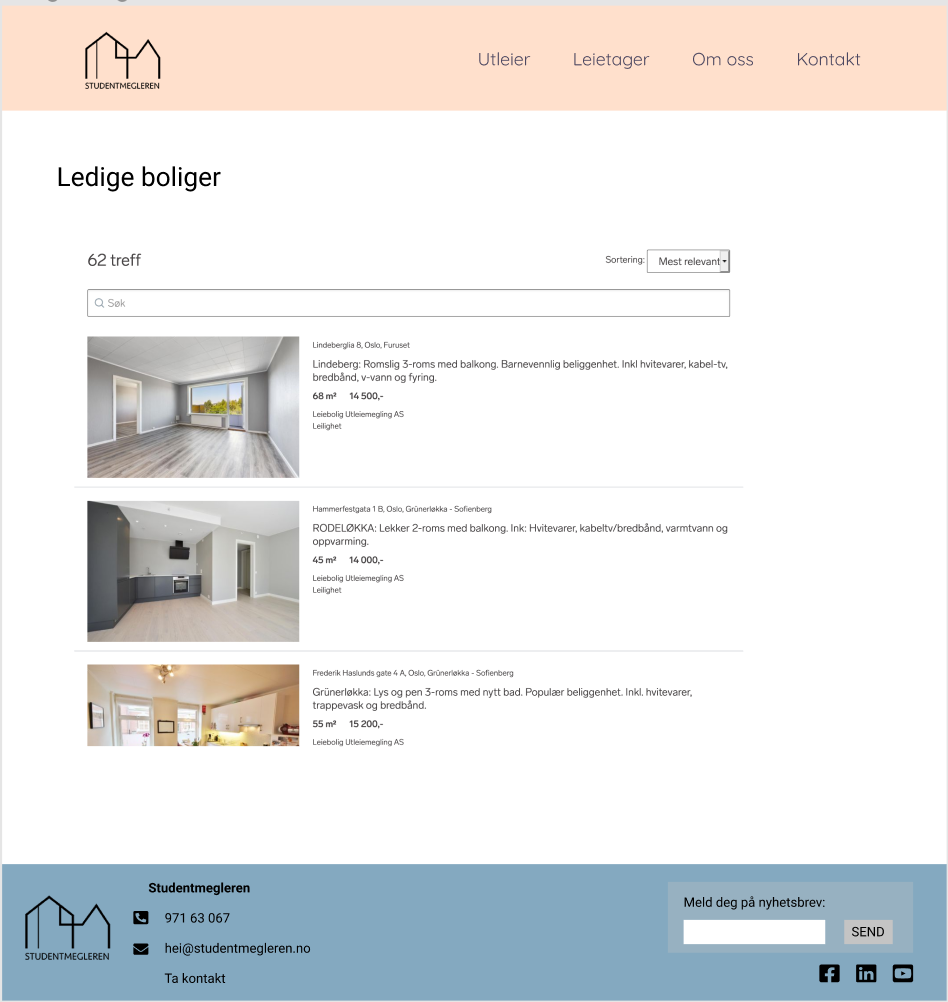 STUDENTMEGLEREN
Utleier
Leietager
Om oss
Kontakt
Ledige boliger
62 treff
Sortering:
Mest relevant
Søk
Lindeberglia 8, Oslo, Furuset
Lindeberg: Romslig 3-roms med balkong. Barnevennlig beliggenhet. Inkl hvitevarer, kabel-tv,
bredbånd, v-vann og fyring.
68 m² 14 500,-
Leiebolig Utleiemegling AS
Leilighet
Hammerfestgata 1 B, Oslo, Grünerløkka - Sofienberg
RODELØKKA: Lekker 2-roms med balkong. Ink: Hvitevarer, kabeltv/bredbånd, varmtvann og
oppvarming.
45 m² 14 000,-
Leiebolig Utleiemegling AS
Leilighet
Frederik Haslunds gate 4 A, Oslo, Grünerløkka - Sofienberg
Grünerløkka: Lys og pen 3-roms med nytt bad. Populær beliggenhet. Inkl. hvitevarer,
trappevask og bredbånd.
55 m² 15 200,-
Leiebolig Utleiemegling AS
STUDENTMEGLEREN
Studentmegleren
971 63 067
hei@studentmegleren.no
Ta kontakt
Meld deg på nyhetsbrev:
SEND